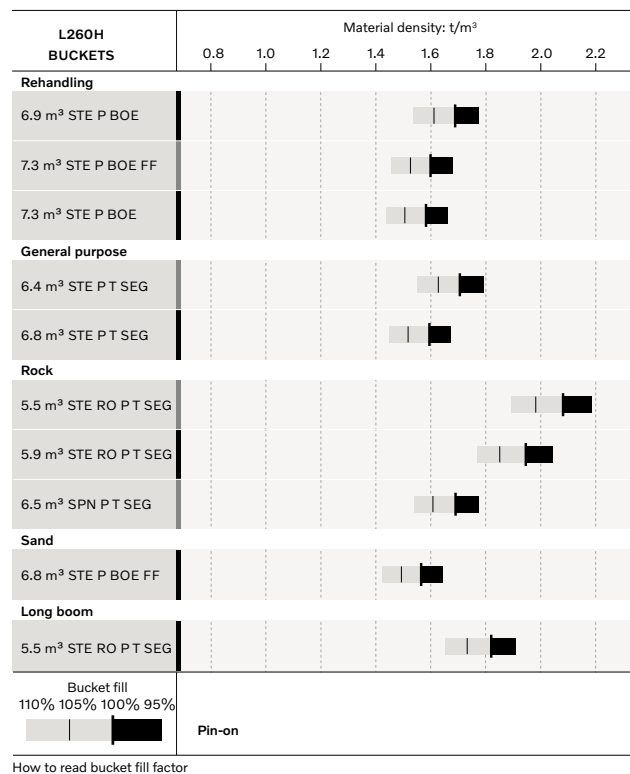 L260H
BUCKETS
Material density: t/m³
0.8 1.0 1.2 1.4 1.6 1.8 2.0 2.2
Rehandling
6.9 m³ STE P BOE
7.3 m³ STE P BOE FF
7.3 m³ STE P BOE
General purpose
6.4 m³ STE P T SEG
6.8 m³ STE P T SEG
Rock
5.5 m³ STE RO P T SEG
5.9 m³ STE RO P T SEG
6.5 m³ SPN P T SEG
Sand
6.8 m³ STE P BOE FF
Long boom
5.5 m³ STE RO P T SEG
Bucket fill
110% 105% 100% 95%
Pin-on
How to read bucket fill factor